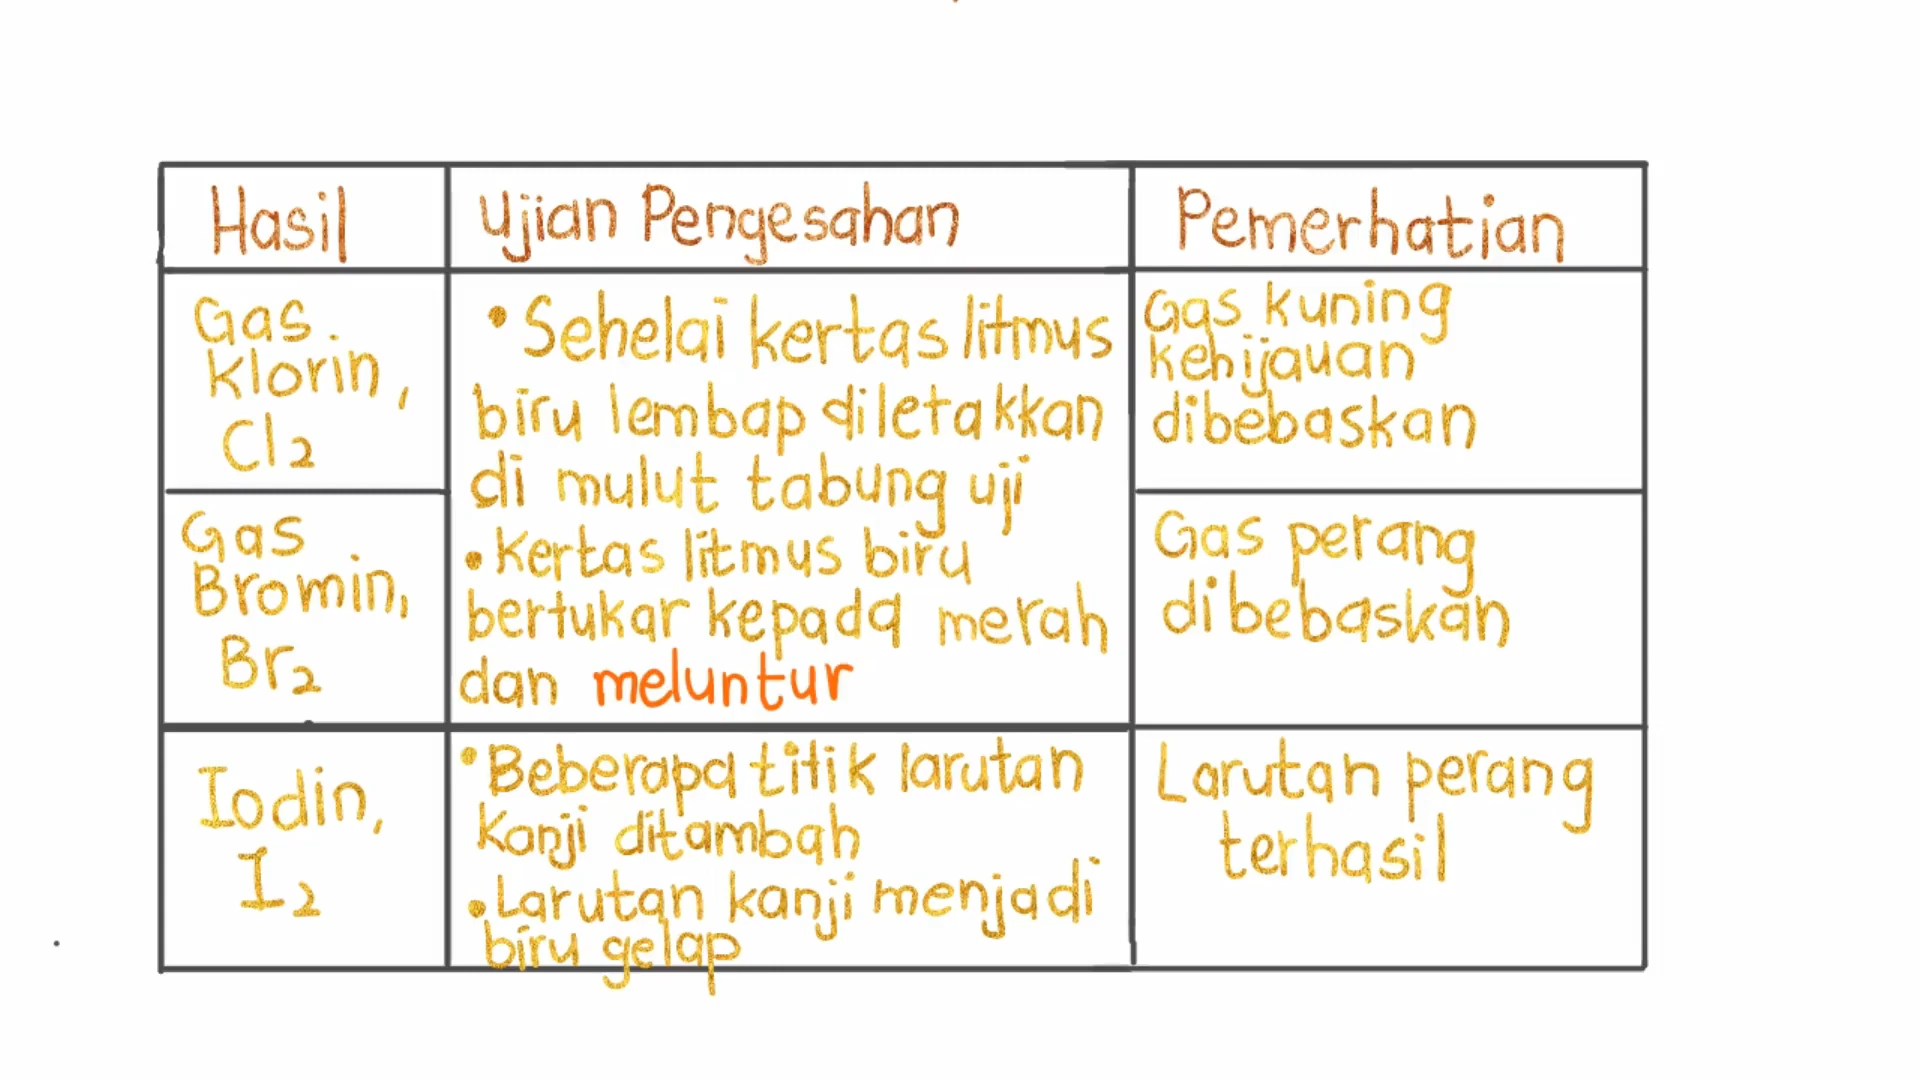 Hasil
Ujian Pengesahan
Pemerhatian
Gas
Klorin,
Cl₂
• Sehelai kertas litmus
biru lembap diletakkan
di mulut tabung uji
• Kertas litmus biru
bertukar kepada merah
dan meluntur
Gas kuning
kehijauan
dibebaskan
Gas
Bromin,
Br₂
Gas perang
dibebaskan
Iodin,
I₂
• Beberapa titik larutan
Kanji ditambah
• Larutan kanji menjadi
biru gelap
Larutan perang
terhasil